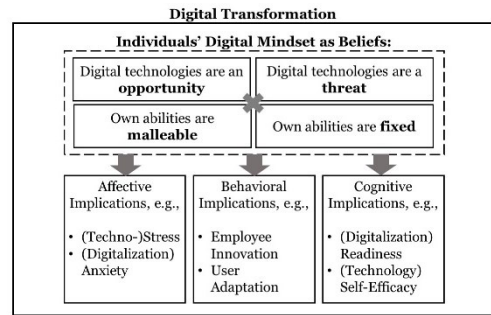 Digital Transformation
Individuals' Digital Mindset as Beliefs:
Digital technologies are an
opportunity
Digital technologies are a
threat
Own abilities are
malleable
Own abilities are fixed
Affective
Implications, e.g.,
• (Techno-)Stress
• (Digitalization)
Anxiety
Behavioral
Implications, e.g.,
• Employee
Innovation
• User
Adaptation
Cognitive
Implications, e.g.,
• (Digitalization)
Readiness
• (Technology)
Self-Efficacy